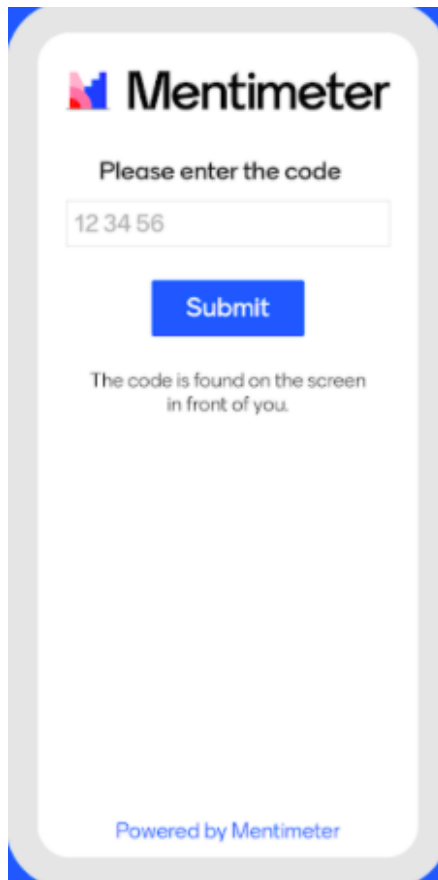 Mentimeter
Please enter the code
12 34 56
Submit
The code is found on the screen
in front of you.
Powered by Mentimeter